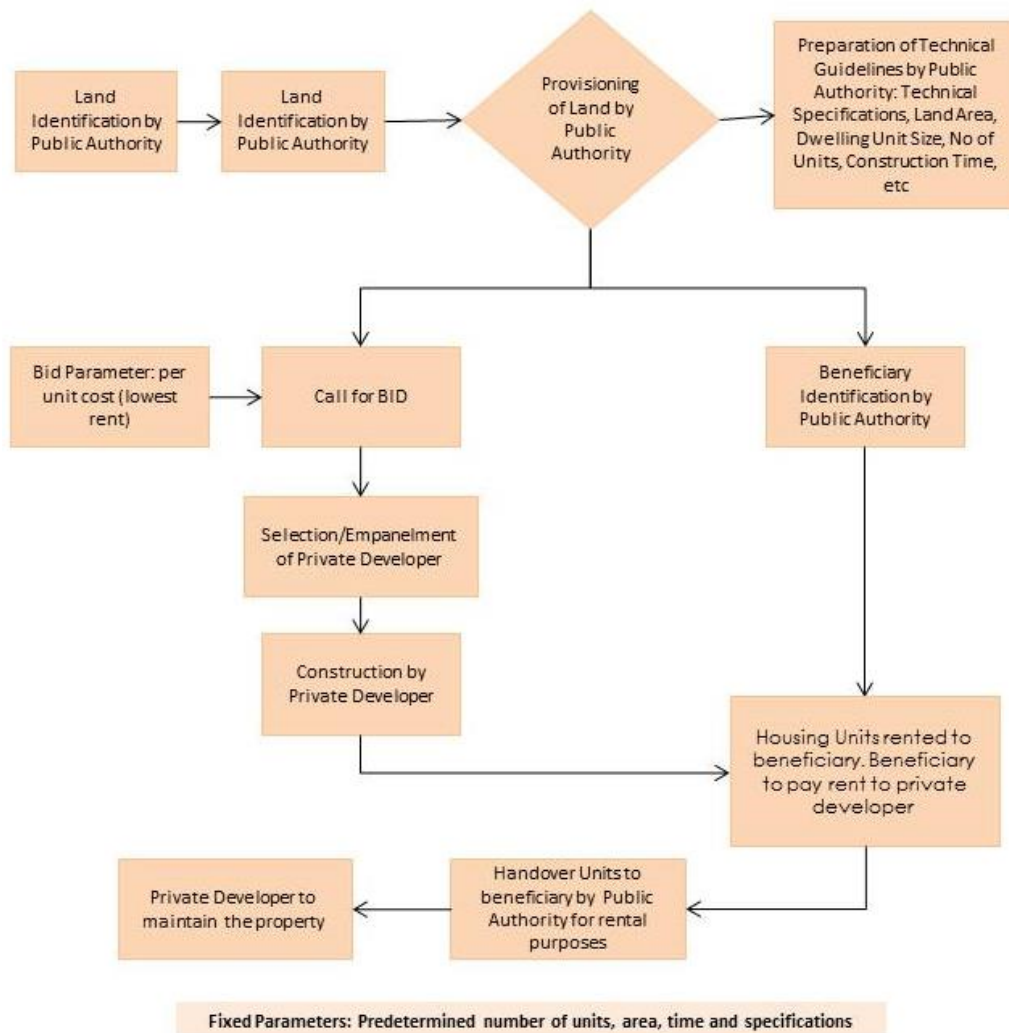 Land
Identification by
Public Authority
Land
Identification by
Public Authority
Provisioning
of Land by
Public
Authority
Preparation of Technical
Guidelines by Public
Authority: Technical
Specifications, Land Area,
Dwelling Unit Size, No of
Units, Construction Time,
etc
Bid Parameter: per
unit cost (lowest
rent)
Call for BID
Beneficiary
Identification by
Public Authority
Selection/Empanelment
of Private Developer
Construction by
Private Developer
Housing Units rented to
beneficiary. Beneficiary
to pay rent to private
developer
Private Developer to
maintain the property
Handover Units to
beneficiary by Public
Authority for rental
purposes
Fixed Parameters: Predetermined number of units, area, time and specifications